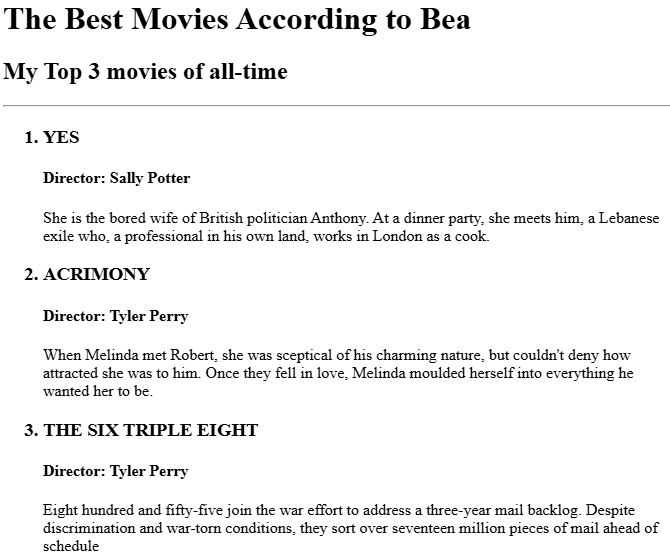 The Best Movies According to Bea
My Top 3 movies of all-time
1. YES
Director: Sally Potter
She is the bored wife of British politician Anthony. At a dinner party, she meets him, a Lebanese
exile who, a professional in his own land, works in London as a cook.
2. ACRIMONY
Director: Tyler Perry
When Melinda met Robert, she was sceptical of his charming nature, but couldn't deny how
attracted she was to him. Once they fell in love, Melinda moulded herself into everything he
wanted her to be.
3. THE SIX TRIPLE EIGHT
Director: Tyler Perry
Eight hundred and fifty-five join the war effort to address a three-year mail backlog. Despite
discrimination and war-torn conditions, they sort over seventeen million pieces of mail ahead of
schedule